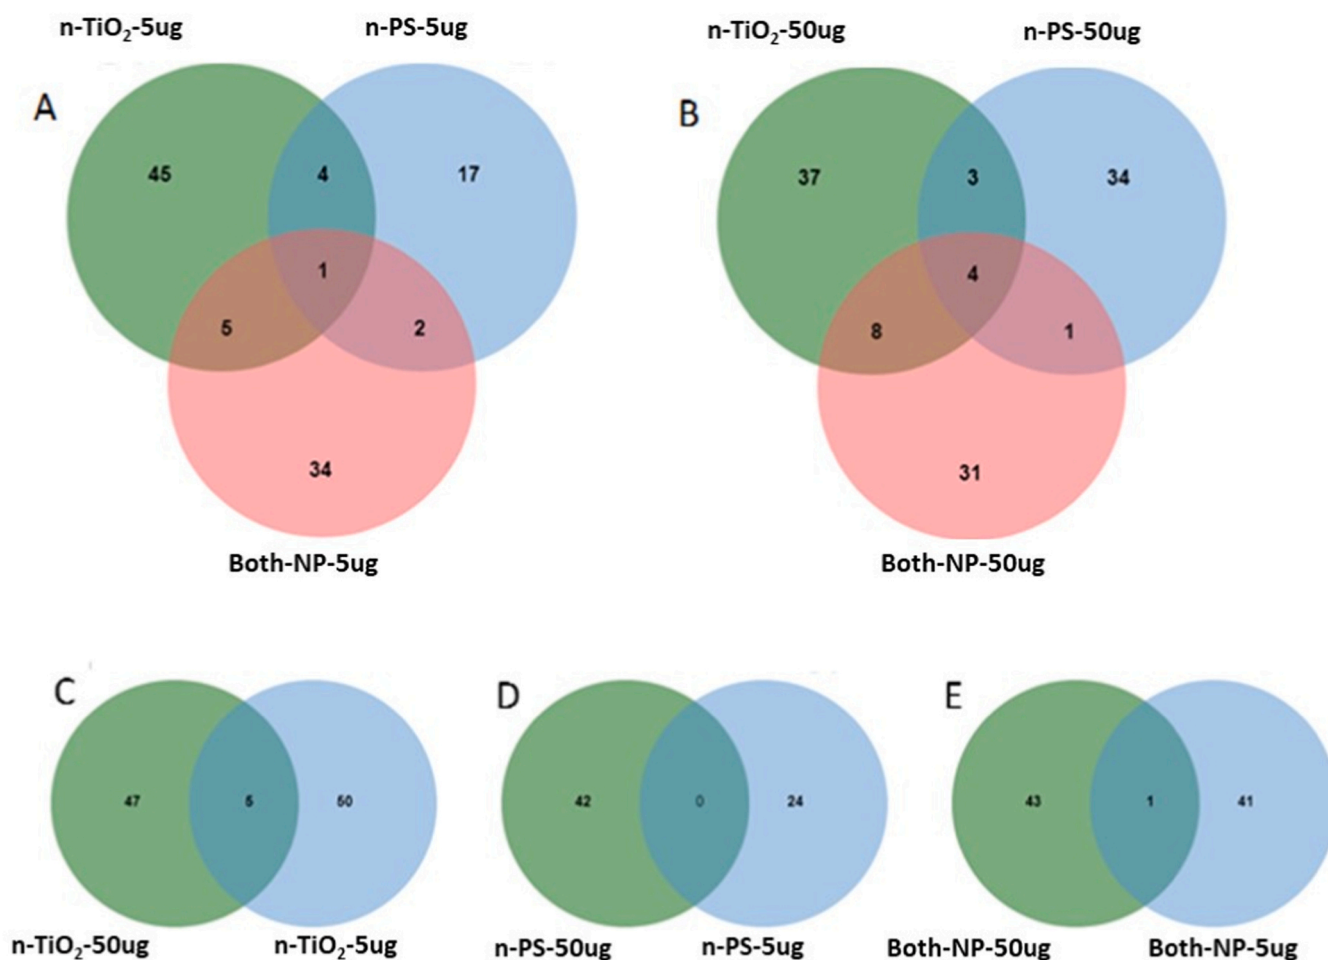 n-TiO₂-5ug n-PS-5ug
A
45 4 17
1
5 2
34
Both-NP-5ug
n-TiO₂-50ug n-PS-50ug
B
37 3 34
4
8 1
31
Both-NP-50ug
C
47 5 50
n-TiO₂-50ug n-TiO₂-5ug
D
42 0 24
n-PS-50ug n-PS-5ug
E
43 1 41
Both-NP-50ug Both-NP-5ug